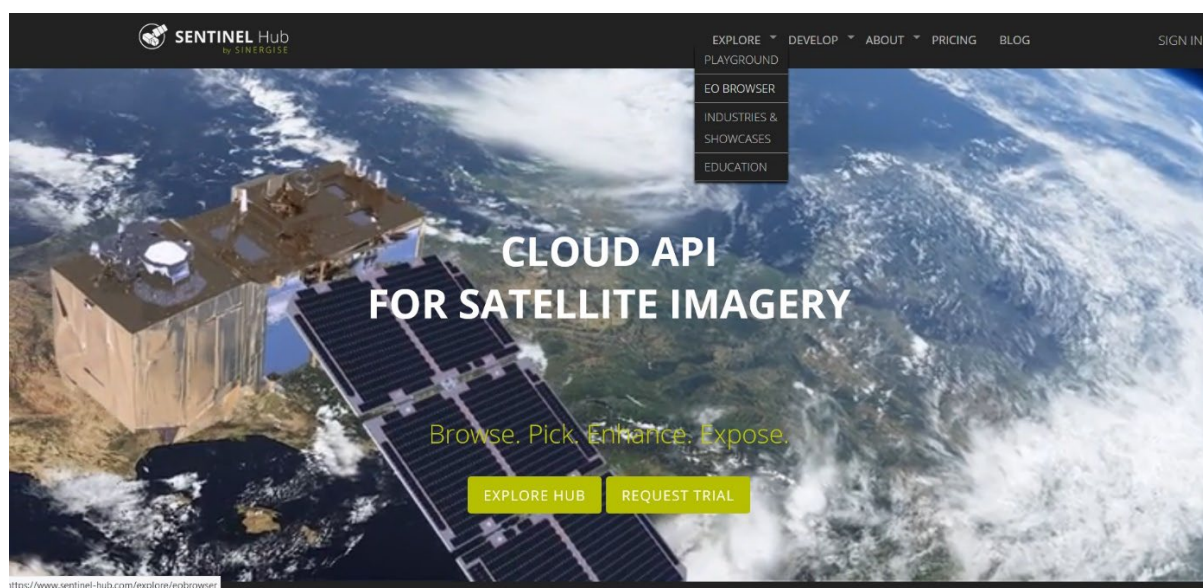 SENTINEL Hub
by SINERGISE
EXPLORE DEVELOP ABOUT PRICING BLOG SIGN IN
PLAYGROUND
EO BROWSER
INDUSTRIES &
SHOWCASES
EDUCATION
CLOUD API
FOR SATELLITE IMAGERY
Browse. Pick. Enhance. Expose.
EXPLORE HUB REQUEST TRIAL
https://www.sentinel-hub.com/explore/eobrowser